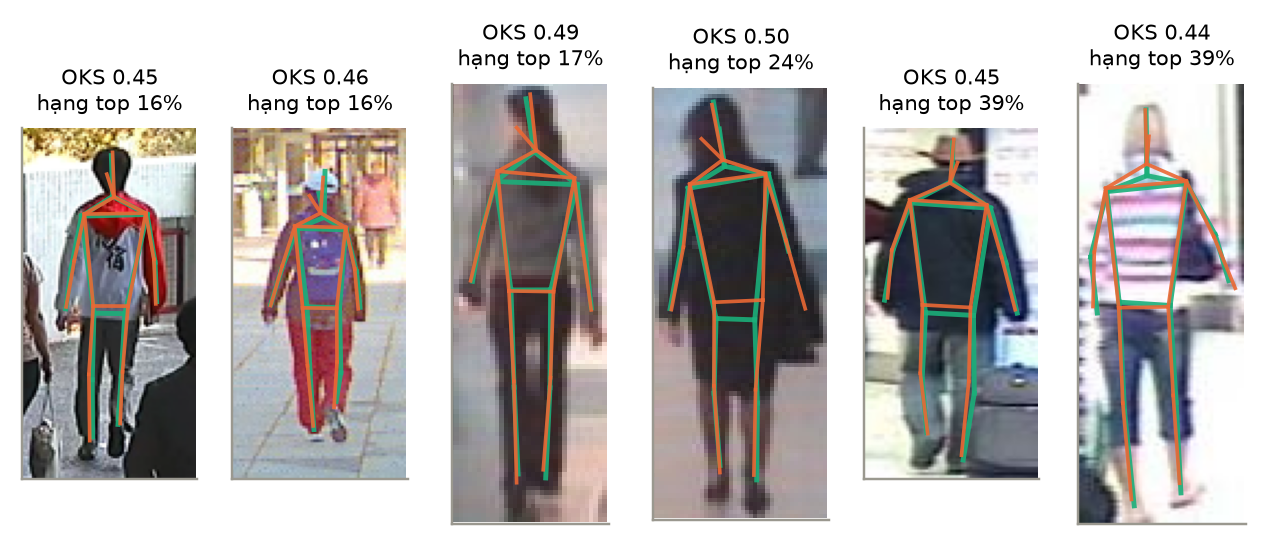 OKS 0.45
hạng top 16%
OKS 0.46
hạng top 16%
OKS 0.49
hạng top 17%
OKS 0.50
hạng top 24%
OKS 0.45
hạng top 39%
OKS 0.44
hạng top 39%
14